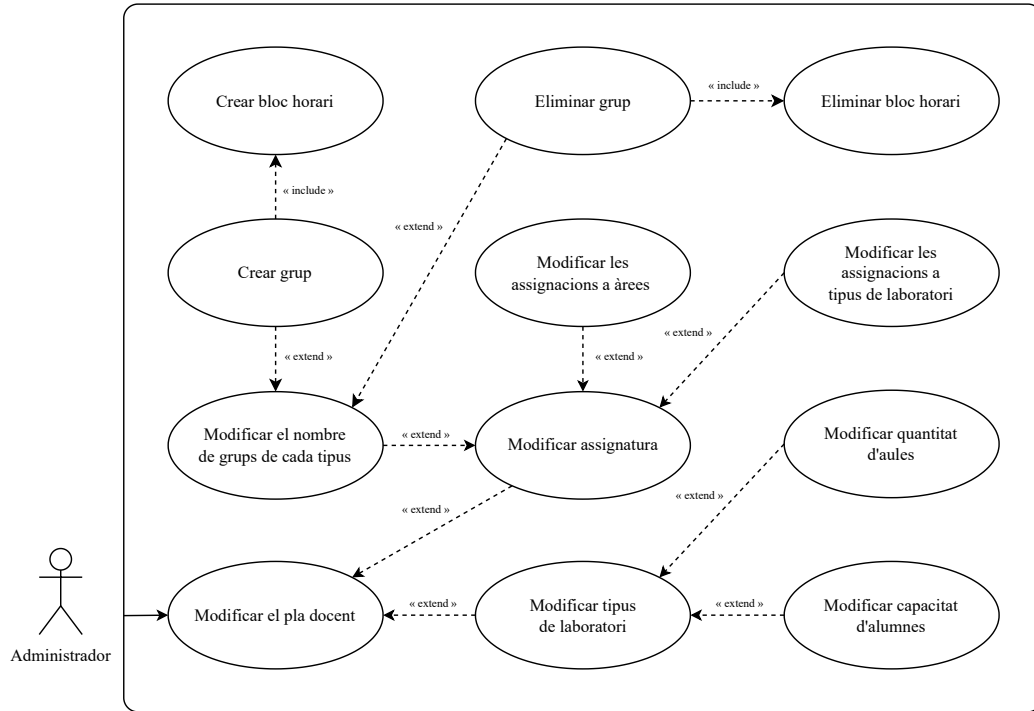 Crear bloc horari
Eliminar grup
« include »
Eliminar bloc horari
« include »
« extend »
Crear grup
Modificar les
assignacions a àrees
Modificar les
assignacions a
tipus de laboratori
« extend »
« extend »
« extend »
Modificar el nombre
de grups de cada tipus
« extend »
Modificar assignatura
Modificar quantitat
d'aules
« extend »
« extend »
Modificar el pla docent
« extend »
Modificar tipus
de laboratori
« extend »
Modificar capacitat
d'alumnes
Administrador